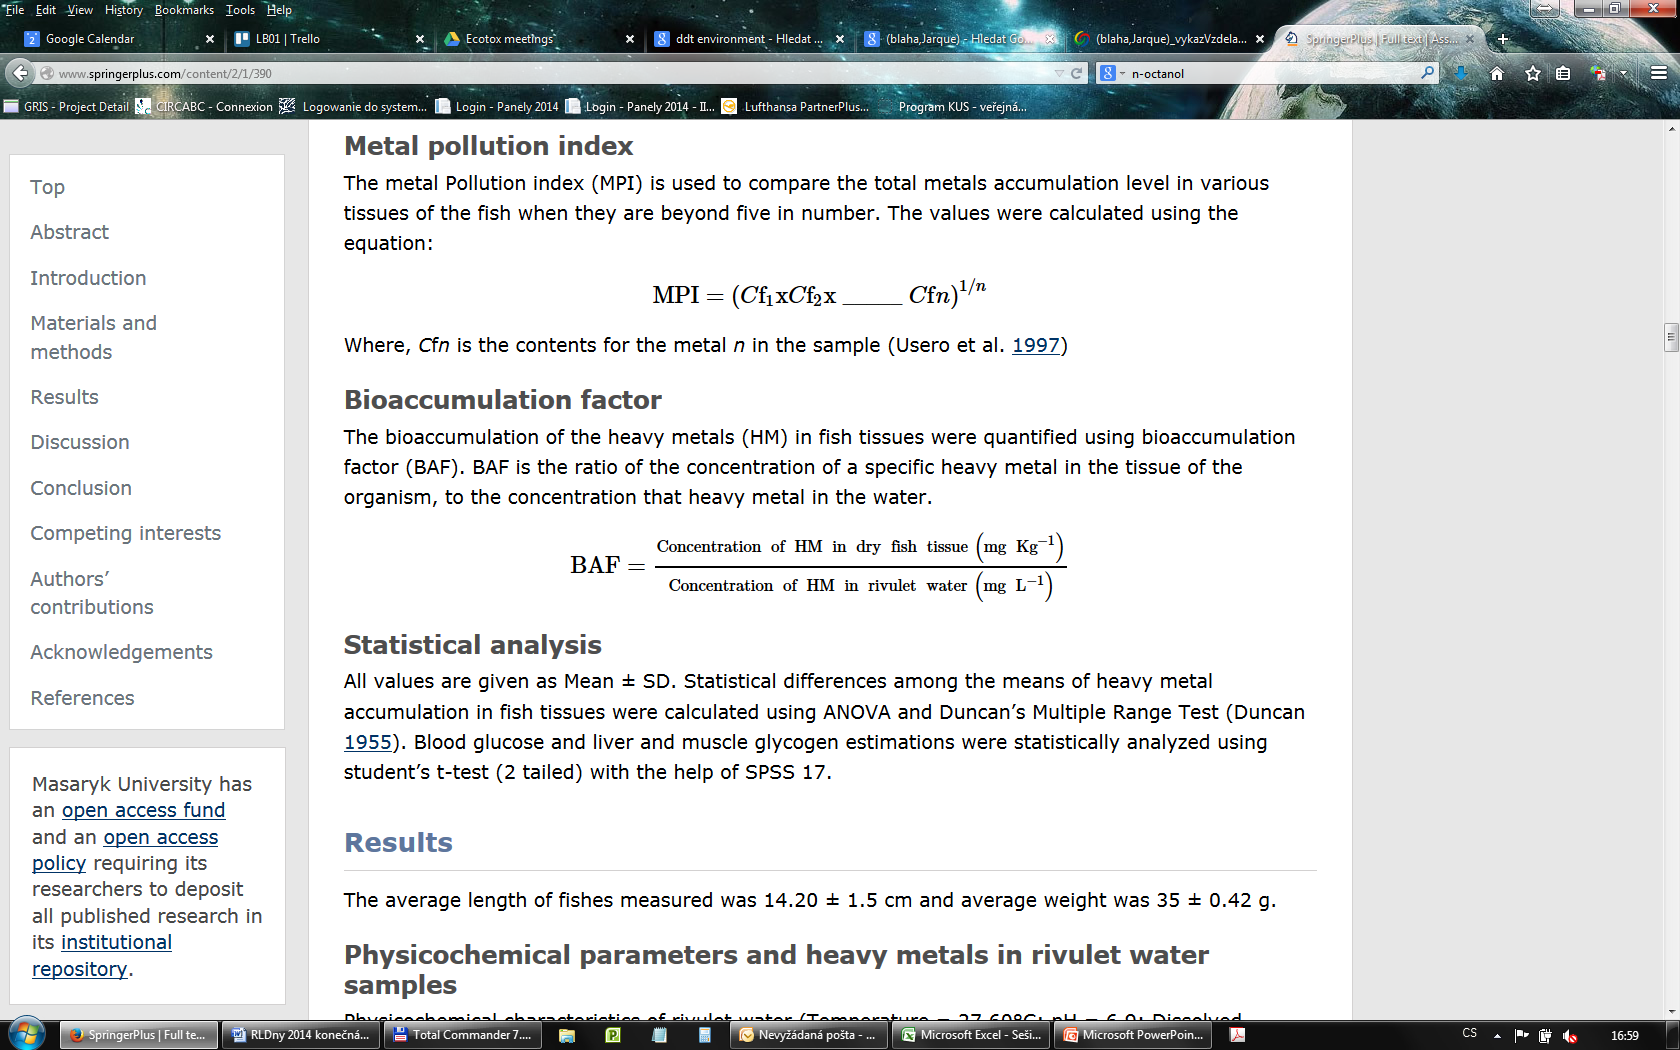 File Edit View History Bookmarks Tools Help
Google Calendar
LB01 | Trello
Ecotox meetings
ddt environment - Hledat ...
(blaha,Jarque) - Hledat Go...
(blaha,Jarque)_vykazVzdela...
SpringerPlus | Full text | Ass...
www.springerplus.com/content/2/1/390
n-octanol
GRIS - Project Detail
CIRCABC - Connexion
Logowanie do system...
Login - Panely 2014
Login - Panely 2014 - II...
Lufthansa PartnerPlus...
Program KUS - veřejná...
Top
Abstract
Introduction
Materials and
methods
Results
Discussion
Conclusion
Competing interests
Authors’
contributions
Acknowledgements
References
Masaryk University has
an open access fund
and an open access
policy requiring its
researchers to deposit
all published research in
its institutional
repository.
Metal pollution index
The metal Pollution index (MPI) is used to compare the total metals accumulation level in various
tissues of the fish when they are beyond five in number. The values were calculated using the
equation:
MPI = (Cf₁xCf₂x _____ Cfn)^{1/n}
Where, Cfn is the contents for the metal n in the sample (Usero et al. 1997)
Bioaccumulation factor
The bioaccumulation of the heavy metals (HM) in fish tissues were quantified using bioaccumulation
factor (BAF). BAF is the ratio of the concentration of a specific heavy metal in the tissue of the
organism, to the concentration that heavy metal in the water.
Concentration of HM in dry fish tissue (mg Kg⁻¹)
BAF =
Concentration of HM in rivulet water (mg L⁻¹)
Statistical analysis
All values are given as Mean ± SD. Statistical differences among the means of heavy metal
accumulation in fish tissues were calculated using ANOVA and Duncan’s Multiple Range Test (Duncan
1955). Blood glucose and liver and muscle glycogen estimations were statistically analyzed using
student’s t-test (2 tailed) with the help of SPSS 17.
Results
The average length of fishes measured was 14.20 ± 1.5 cm and average weight was 35 ± 0.42 g.
Physicochemical parameters and heavy metals in rivulet water
samples
Physicochemical characteristics of rivulet water (Temperature = 27.60°C; pH = 6.9; Dissolved
SpringerPlus | Full te...
RLDny 2014 konečná...
Total Commander 7....
Nevyžádaná pošta - ...
Microsoft Excel - Seši...
Microsoft PowerPoin...
CS
16:59